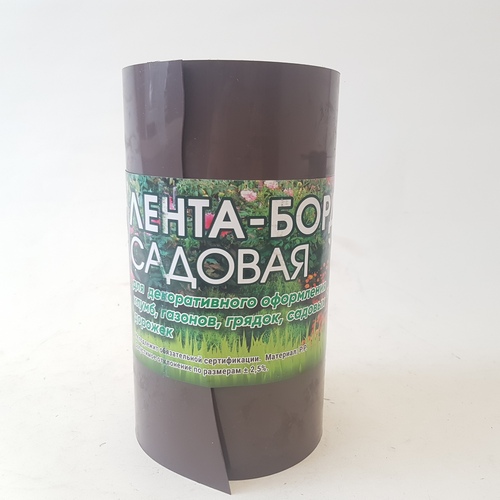 ЛЕНТА-БОР
САДОВАЯ
для декоративного оформления
клумб, газонов, грядок, садовых
дорожек
обязательной сертификации. Материал:
по размерам ± 2,5%.